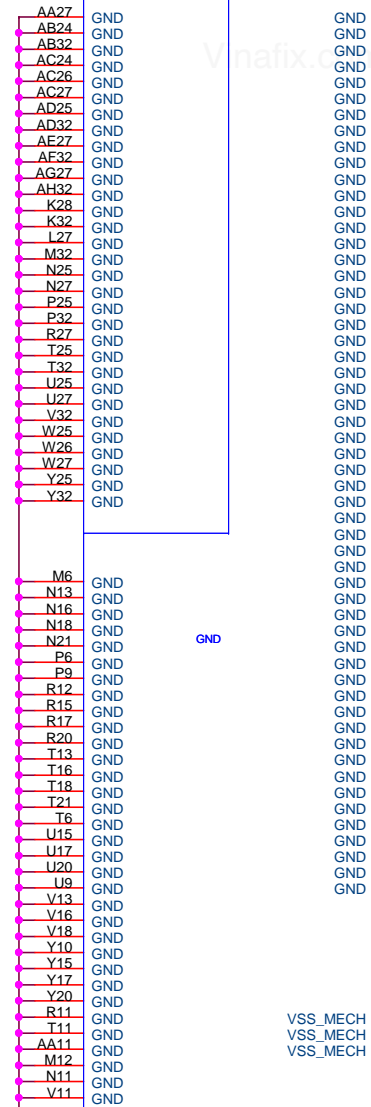 AA27 GND GND
AB24 GND GND
AB32 GND GND
Vinafix.com
AC24 GND GND
AC26 GND GND
AC27 GND GND
AD25 GND GND
AD32 GND GND
AE27 GND GND
AF32 GND GND
AG27 GND GND
AH32 GND GND
K28 GND GND
K32 GND GND
L27 GND GND
M32 GND GND
N25 GND GND
N27 GND GND
P25 GND GND
P32 GND GND
R27 GND GND
T25 GND GND
T32 GND GND
U25 GND GND
U27 GND GND
V32 GND GND
W25 GND GND
W26 GND GND
W27 GND GND
Y25 GND GND
Y32 GND GND
GND
GND
GND
GND
M6 GND GND
N13 GND GND
N16 GND GND
N18 GND GND
GND
N21 GND GND
P6 GND GND
P9 GND GND
R12 GND GND
R15 GND GND
R17 GND GND
R20 GND GND
T13 GND GND
T16 GND GND
T18 GND GND
T21 GND GND
T6 GND GND
U15 GND GND
U17 GND GND
U20 GND GND
U9 GND GND
V13 GND
V16 GND
V18 GND
Y10 GND
Y15 GND
Y17 GND
Y20 GND
R11 GND VSS_MECH
T11 GND VSS_MECH
AA11 GND VSS_MECH
M12 GND
N11 GND
V11 GND